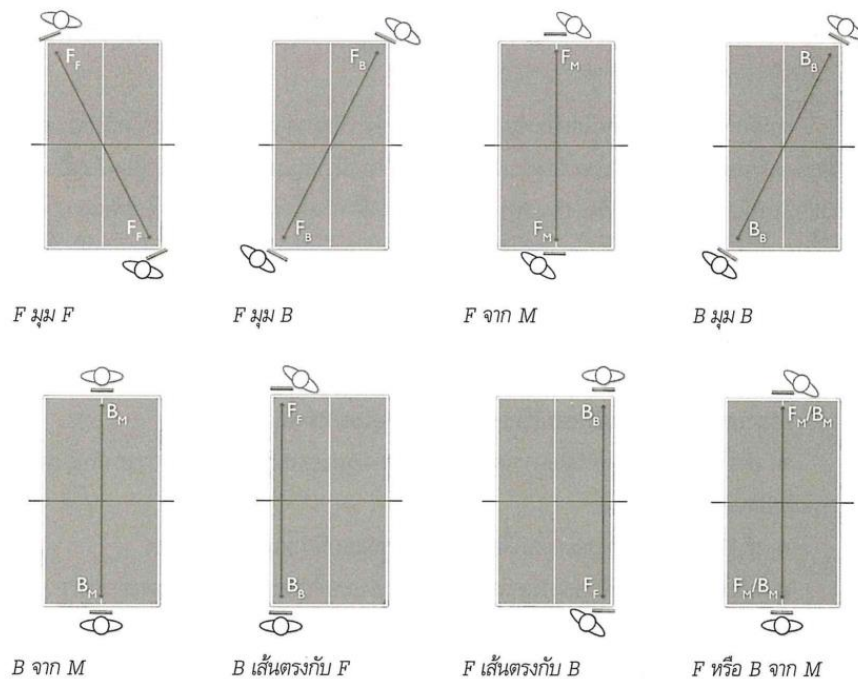 F_F
F_B
F_M
B_B
F_F
F_B
F_M
B_B
F มุม F
F มุม B
F จาก M
B มุม B
B_M
F_F
B_B
F_M/B_M
B_M
B_B
F_F
F_M/B_M
B จาก M
B เส้นตรงกับ F
F เส้นตรงกับ B
F หรือ B จาก M